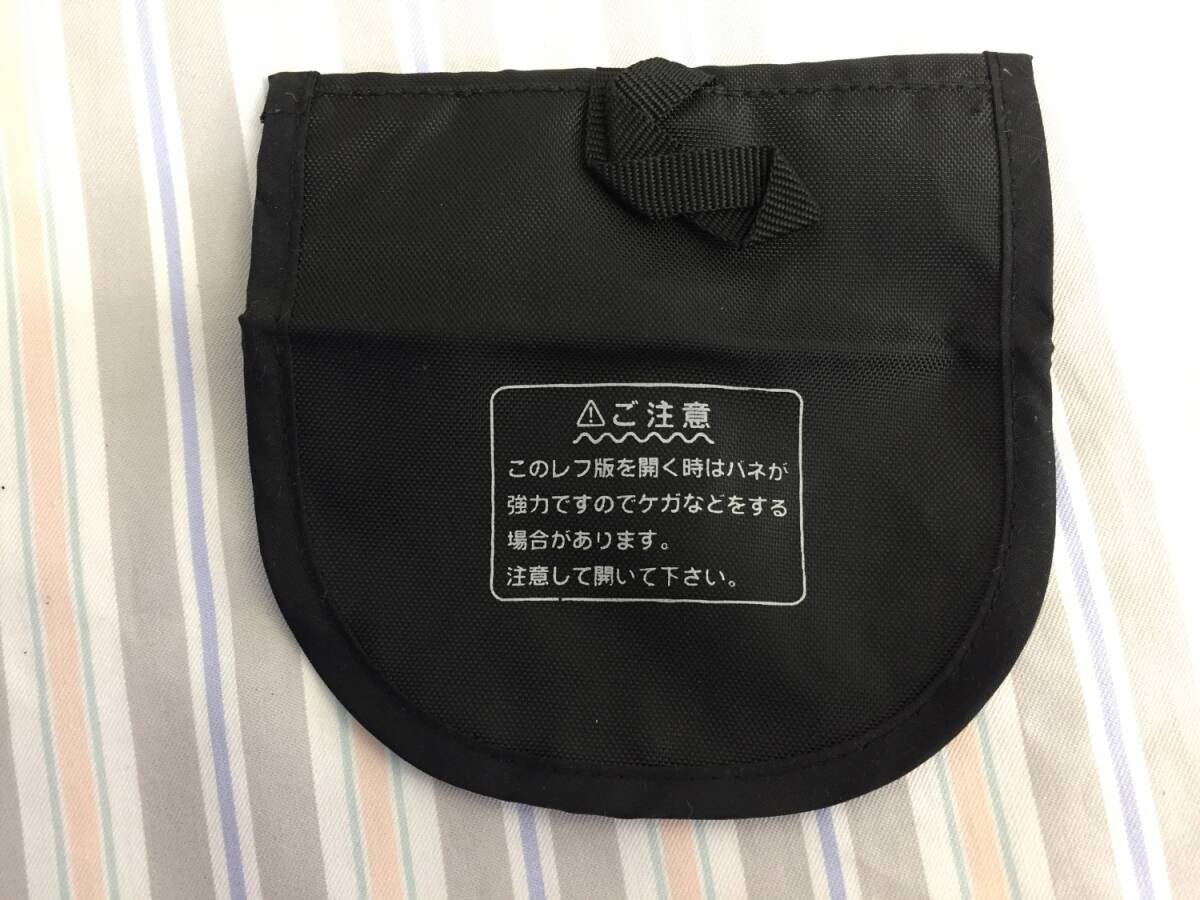 ⚠ご注意
このレフ版を開く時はバネが
強力ですのでケガなどをする
場合があります。
注意して開いて下さい。